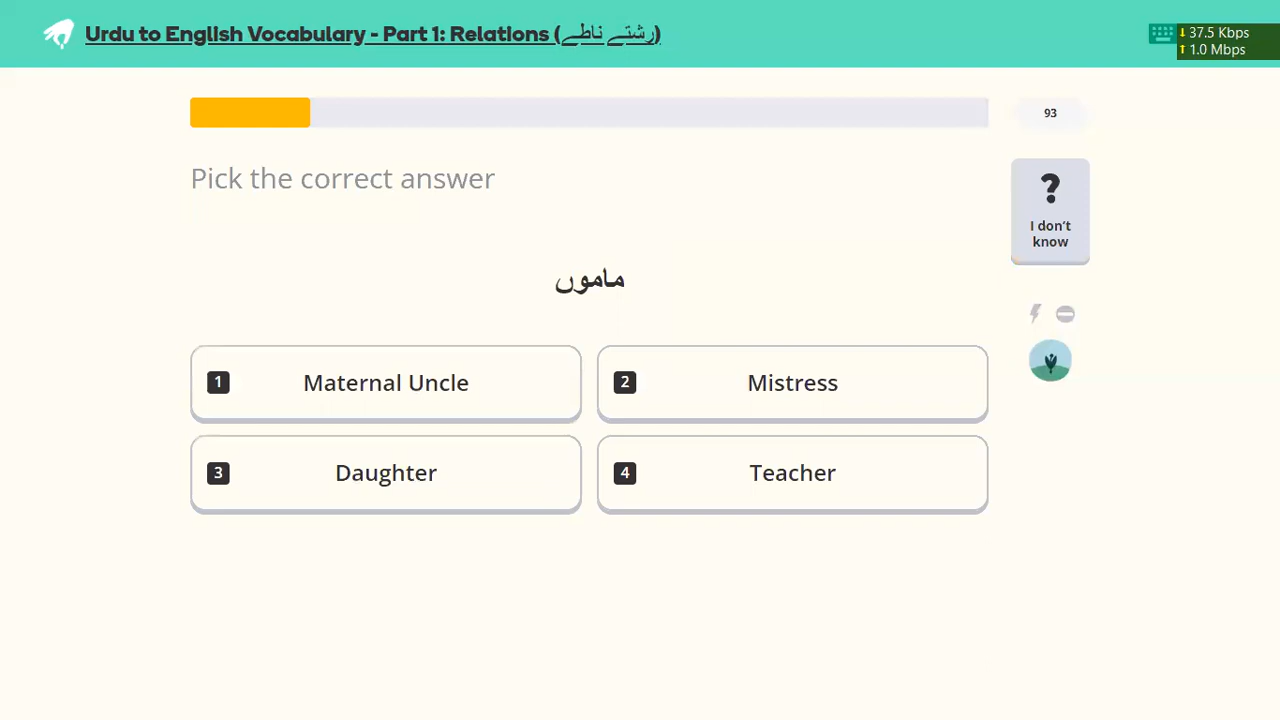 Urdu to English Vocabulary - Part 1: Relations (رشتے ناطے)
37.5 Kbps
1.0 Mbps
93
Pick the correct answer
?
I don't
know
ماموں
1 Maternal Uncle
2 Mistress
3 Daughter
4 Teacher